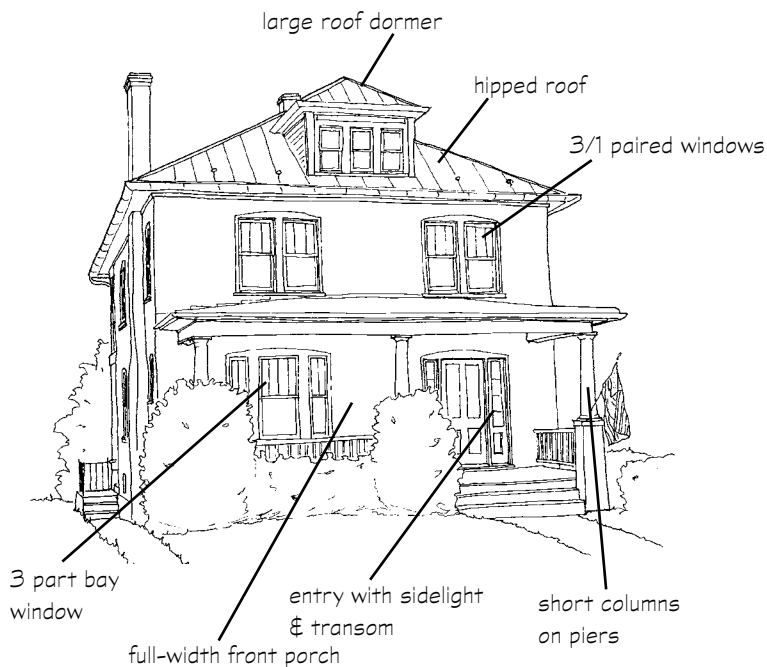 large roof dormer
hipped roof
3/1 paired windows
3 part bay
window
entry with sidelight
& transom
short columns
on piers
full-width front porch